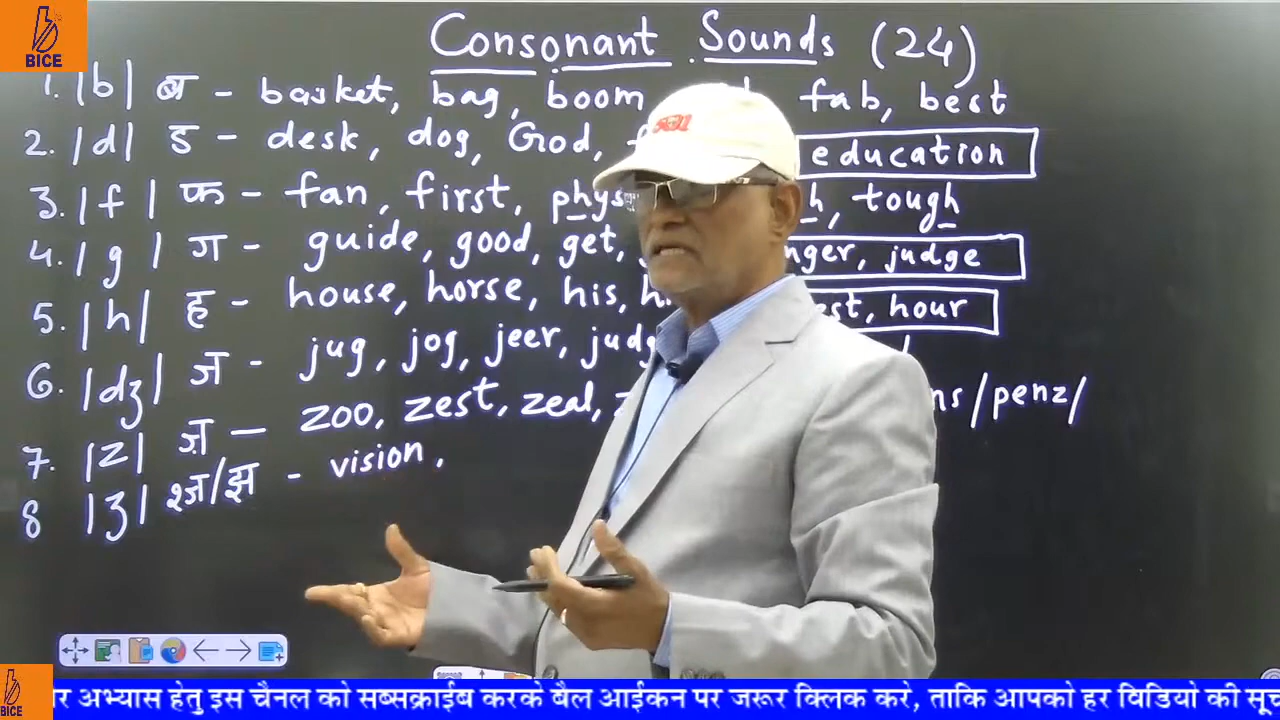 BICE
Consonant Sounds (24)
1. |b| ब - basket, bag, boom fab, best
2. |d| ड - desk, dog, God, education
3. |f| फ - fan, first, tough
4. |g| ग - guide, good, get, judge
5. |h| ह - house, horse, his, hour
6. |dʒ| ज - jug, jog, jeer,
7. |z| ज़ - zoo, zest, zeal, /penz/
8 |ʒ| श्ज/झ - vision,
BICE
अभ्यास हेतु इस चैनल को सब्सक्राईब करके बैल आईकन पर जरूर क्लिक करे, ताकि आपको हर विडियो की